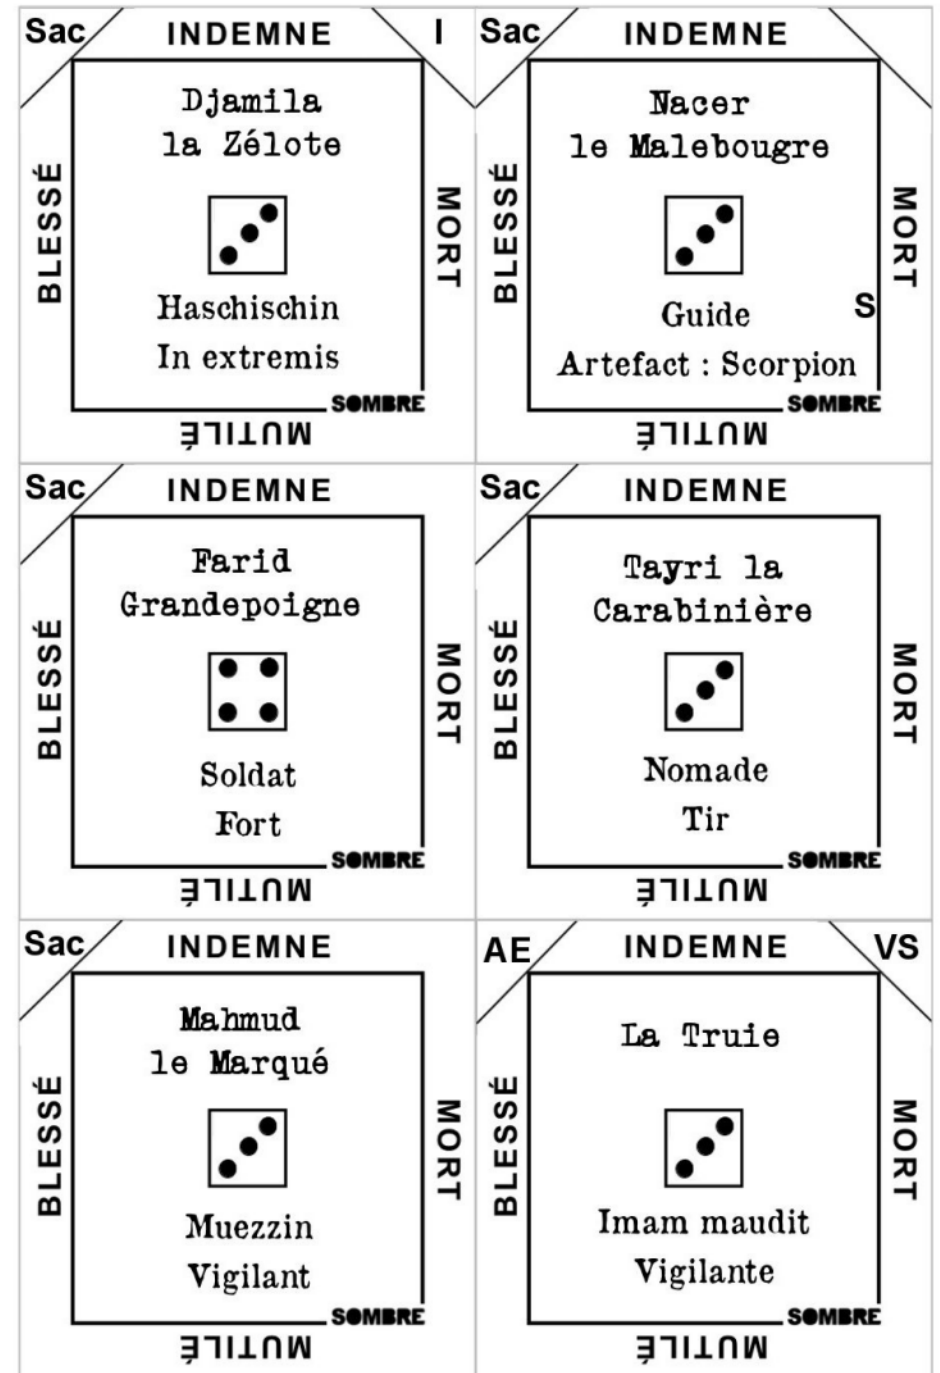 Sac INDEMNE I
Djamila
la Zélote
BLESSÉ
MORT
Haschischin
In extremis
SOMBRE
MUTILÉ
Sac INDEMNE
Nacer
le Malebougre
BLESSÉ
MORT
Guide
S
Artefact : Scorpion
SOMBRE
MUTILÉ
Sac INDEMNE
Farid
Grandepoigne
BLESSÉ
MORT
Soldat
Fort
SOMBRE
MUTILÉ
Sac INDEMNE
Tayri la
Carabinière
BLESSÉ
MORT
Nomade
Tir
SOMBRE
MUTILÉ
Sac INDEMNE
Mahmud
le Marqué
BLESSÉ
MORT
Muezzin
Vigilant
SOMBRE
MUTILÉ
AE INDEMNE VS
La Truie
BLESSÉ
MORT
Imam maudit
Vigilante
SOMBRE
MUTILÉ